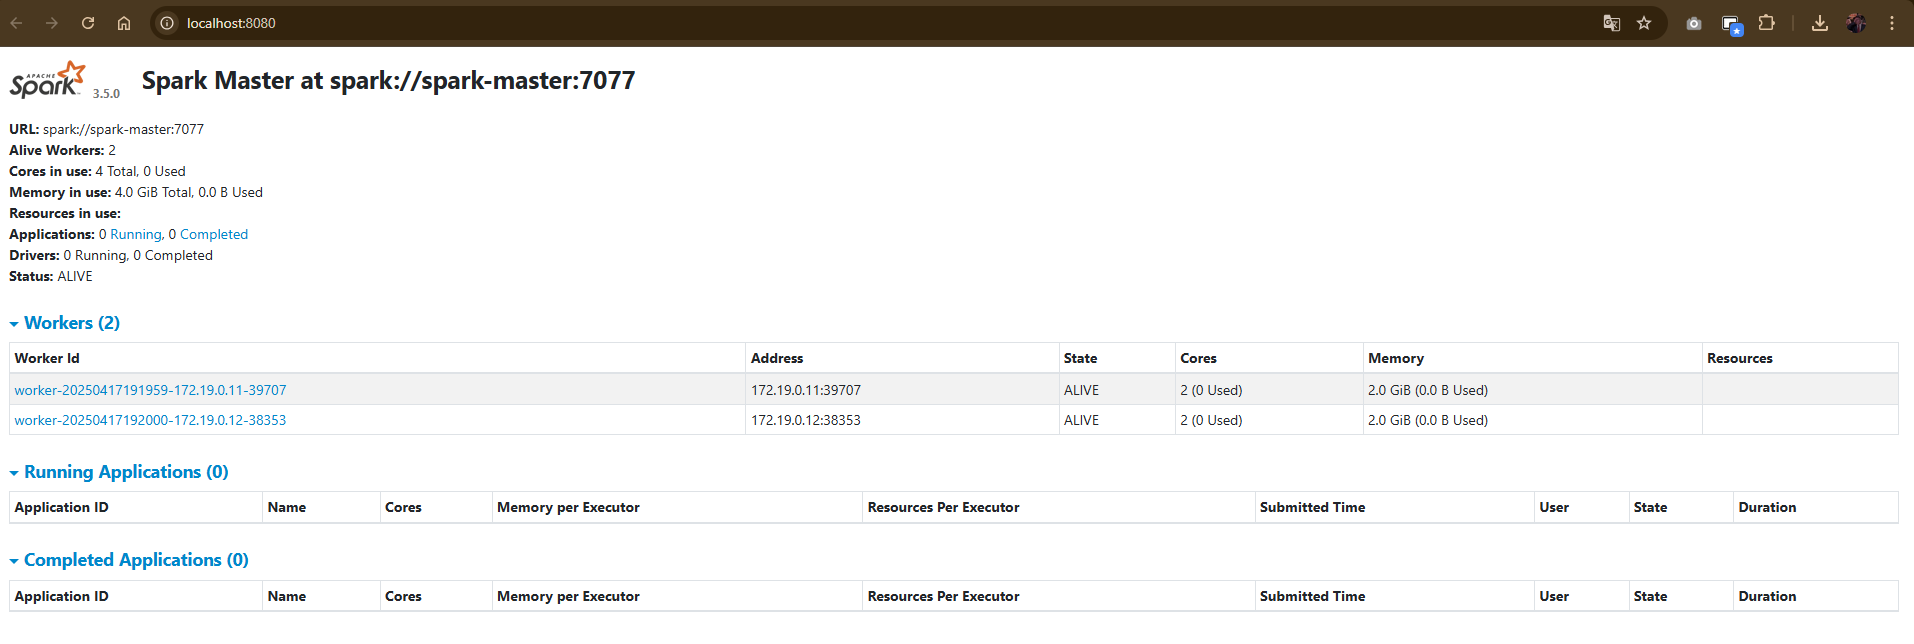 localhost:8080
APACHE
Spark 3.5.0 Spark Master at spark://spark-master:7077
URL: spark://spark-master:7077
Alive Workers: 2
Cores in use: 4 Total, 0 Used
Memory in use: 4.0 GiB Total, 0.0 B Used
Resources in use:
Applications: 0 Running, 0 Completed
Drivers: 0 Running, 0 Completed
Status: ALIVE
Workers (2)
Worker Id Address State Cores Memory Resources
worker-20250417191959-172.19.0.11-39707 172.19.0.11:39707 ALIVE 2 (0 Used) 2.0 GiB (0.0 B Used)
worker-20250417192000-172.19.0.12-38353 172.19.0.12:38353 ALIVE 2 (0 Used) 2.0 GiB (0.0 B Used)
Running Applications (0)
Application ID Name Cores Memory per Executor Resources Per Executor Submitted Time User State Duration
Completed Applications (0)
Application ID Name Cores Memory per Executor Resources Per Executor Submitted Time User State Duration